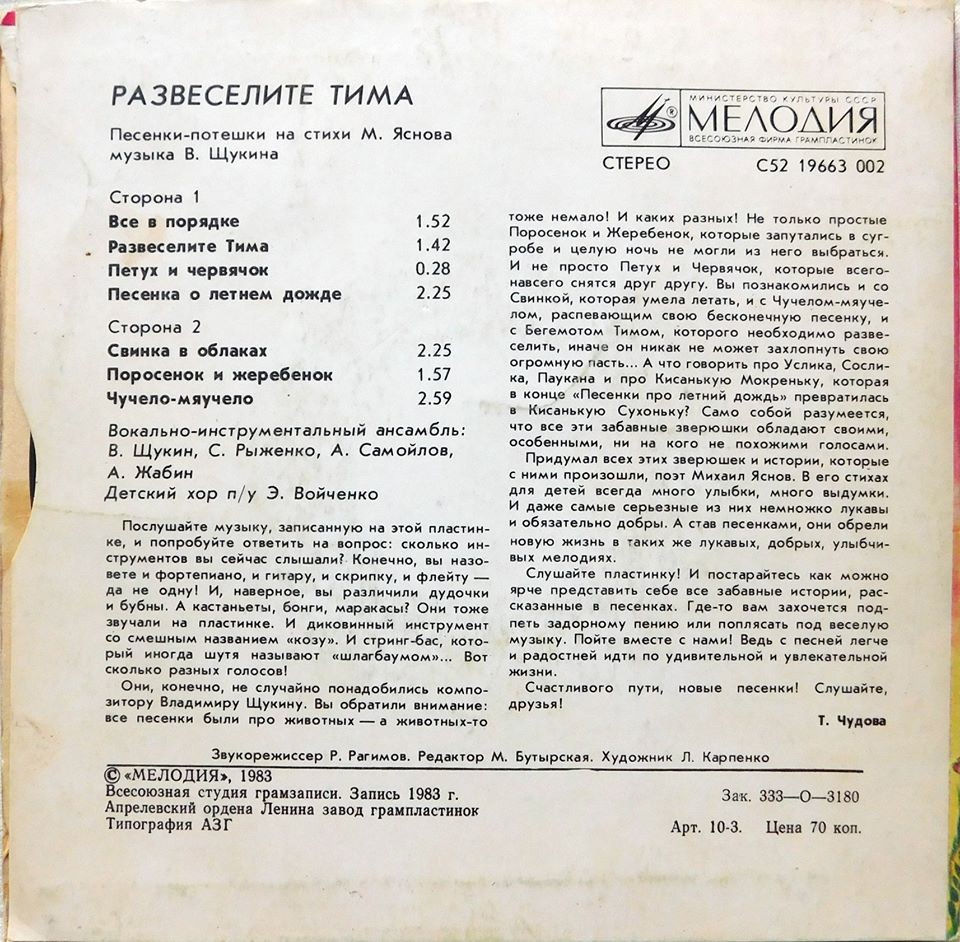 РАЗВЕСЕЛИТЕ ТИМА
Песенки-потешки на стихи М. Яснова
музыка В. Щукина
МИНИСТЕРСТВО КУЛЬТУРЫ СССР
МЕЛОДИЯ
ВСЕСОЮЗНАЯ ФИРМА ГРАМПЛАСТИНОК
СТЕРЕО С52 19663 002
Сторона 1
Все в порядке 1.52
Развеселите Тима 1.42
Петух и червячок 0.28
Песенка о летнем дожде 2.25
Сторона 2
Свинка в облаках 2.25
Поросенок и жеребенок 1.57
Чучело-мяучело 2.59
Вокально-инструментальный ансамбль:
В. Щукин, С. Рыженко, А. Самойлов,
А. Жабин
Детский хор п/у Э. Войченко
Послушайте музыку, записанную на этой пластин-
ке, и попробуйте ответить на вопрос: сколько ин-
струментов вы сейчас слышали? Конечно, вы назо-
вете и фортепиано, и гитару, и скрипку, и флейту —
да не одну! И, наверное, вы различили дудочки
и бубны. А кастаньеты, бонги, маракасы? Они тоже
звучали на пластинке. И диковинный инструмент
со смешным названием «козу». И стринг-бас, кото-
рый иногда шутя называют «шлагбаумом»... Вот
сколько разных голосов!
Они, конечно, не случайно понадобились компо-
зитору Владимиру Щукину. Вы обратили внимание:
все песенки были про животных — а животных-то
тоже немало! И каких разных! Не только простые
Поросенок и Жеребенок, которые запутались в суг-
робе и целую ночь не могли из него выбраться.
И не просто Петух и Червячок, которые всего-
навсего снятся друг другу. Вы познакомились и со
Свинкой, которая умела летать, и с Чучелом-мяуче-
лом, распевающим свою бесконечную песенку, и
с Бегемотом Тимом, которого необходимо разве-
селить, иначе он никак не может захлопнуть свою
огромную пасть... А что говорить про Услика, Сосли-
ка, Паукана и про Кисанькую Мокреньку, которая
в конце «Песенки про летний дождь» превратилась
в Кисанькую Сухоньку? Само собой разумеется,
что все эти забавные зверюшки обладают своими,
особенными, ни на кого не похожими голосами.
Придумал всех этих зверюшек и истории, которые
с ними произошли, поэт Михаил Яснов. В его стихах
для детей всегда много улыбки, много выдумки.
И даже самые серьезные из них немножко лукавы
и обязательно добры. А став песенками, они обрели
новую жизнь в таких же лукавых, добрых, улыбчи-
вых мелодиях.
Слушайте пластинку! И постарайтесь как можно
ярче представить себе все забавные истории, рас-
сказанные в песенках. Где-то вам захочется под-
петь задорному пению или поплясать под веселую
музыку. Пойте вместе с нами! Ведь с песней легче
и радостней идти по удивительной и увлекательной
жизни.
Счастливого пути, новые песенки! Слушайте,
друзья!
Т. Чудова
Звукорежиссер Р. Рагимов. Редактор М. Бутырская. Художник Л. Карпенко
© «МЕЛОДИЯ», 1983
Всесоюзная студия грамзаписи. Запись 1983 г.
Апрелевский ордена Ленина завод грампластинок
Типография АЗГ
Зак. 333—О—3180
Арт. 10-3. Цена 70 коп.